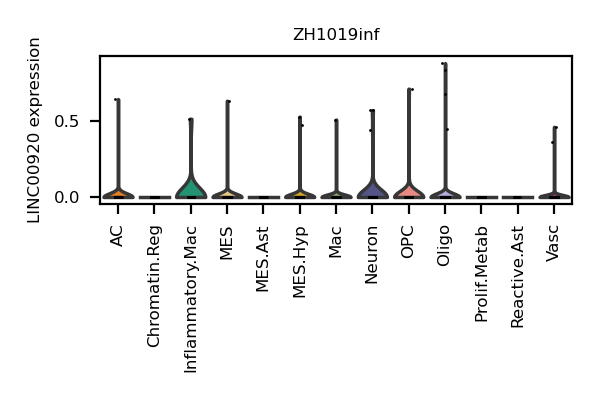 ZH1019inf
LINC00920 expression
0.5
0.0
AC
Chromatin.Reg
Inflammatory.Mac
MES
MES.Ast
MES.Hyp
Mac
Neuron
OPC
Oligo
Prolif.Metab
Reactive.Ast
Vasc